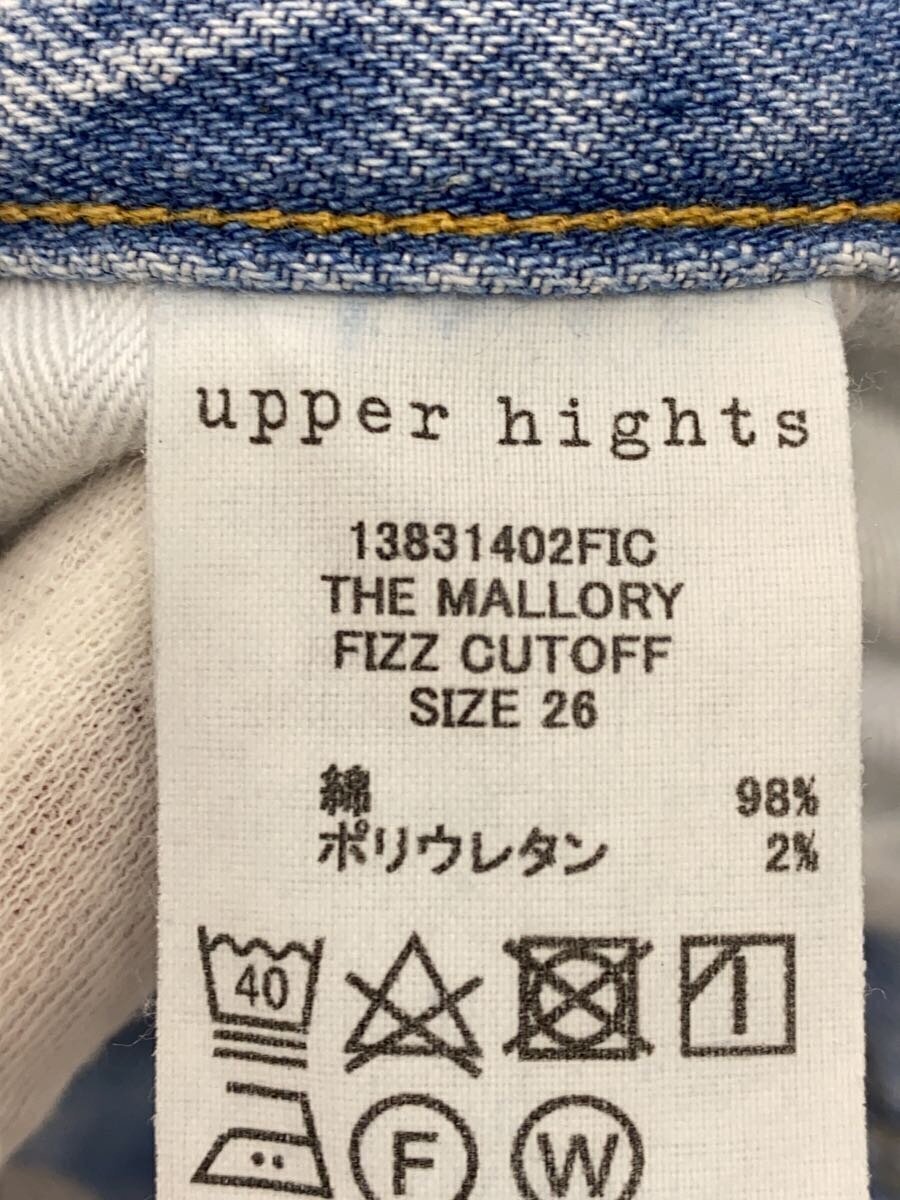 upper hights
13831402FIC
THE MALLORY
FIZZ CUTOFF
SIZE 26
綿 98%
ポリウレタン 2%
40
F W